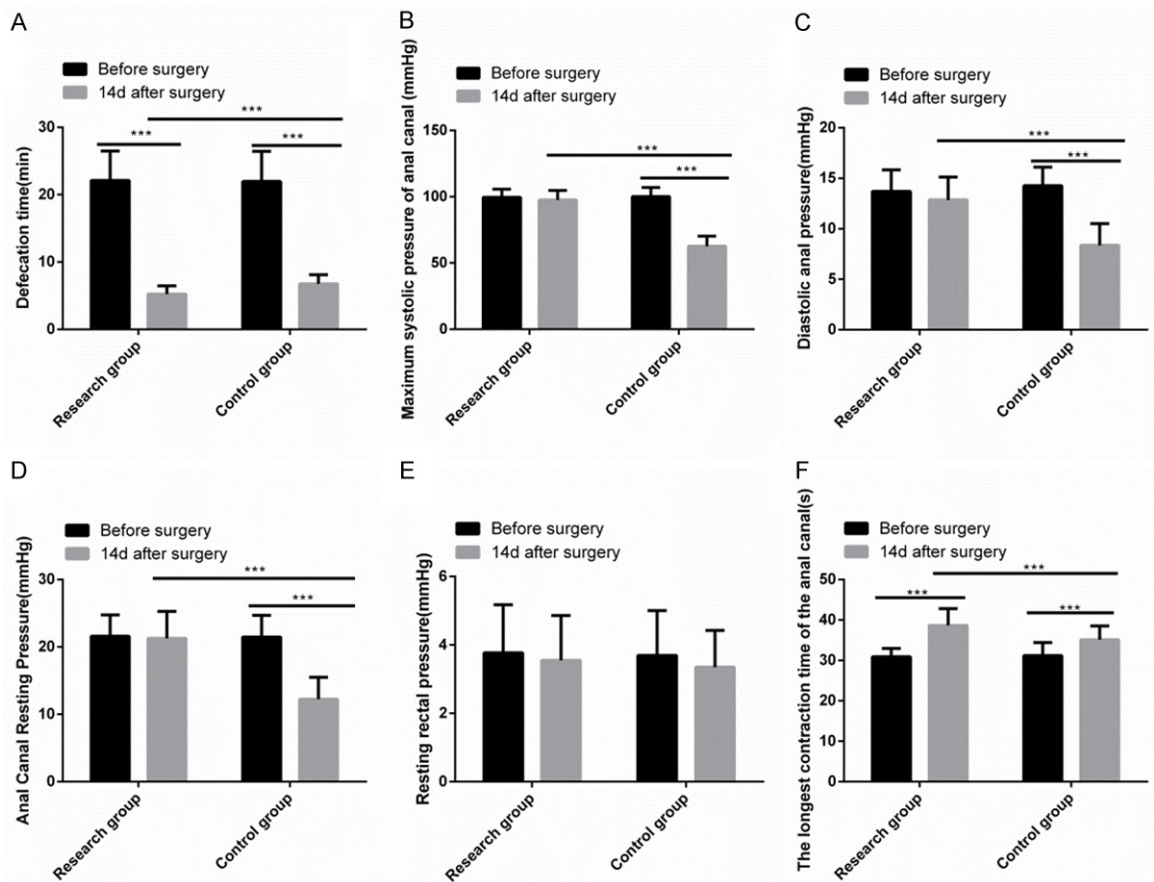 A
Before surgery
14d after surgery
***
***
***
Defecation time(min)
30
20
10
0
Research group
Control group
B
Before surgery
14d after surgery
***
***
Maximum systolic pressure of anal canal (mmHg)
150
100
50
0
Research group
Control group
C
Before surgery
14d after surgery
***
***
Diastolic anal pressure(mmHg)
20
15
10
5
0
Research group
Control group
D
Before surgery
14d after surgery
***
***
Anal Canal Resting Pressure(mmHg)
30
20
10
0
Research group
Control group
E
Before surgery
14d after surgery
Resting rectal pressure(mmHg)
6
4
2
0
Research group
Control group
F
Before surgery
14d after surgery
***
***
***
The longest contraction time of the anal canal(s)
50
40
30
20
10
0
Research group
Control group